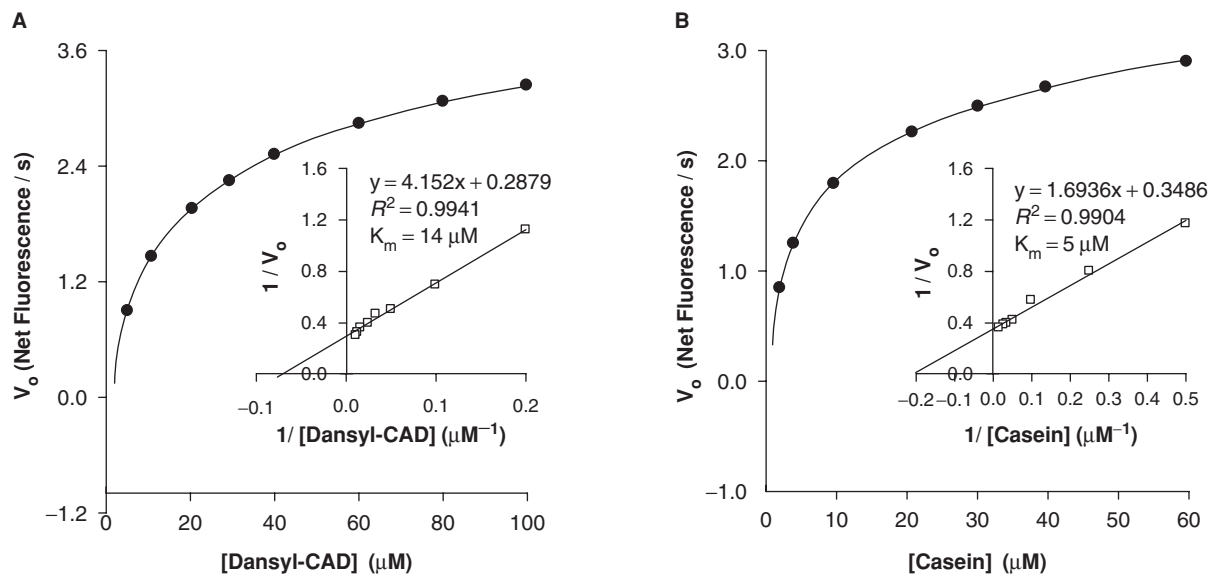 A
3.6
2.4
1.2
0.0
−1.2
V₀ (Net Fluorescence / s)
0
20
40
60
80
100
[Dansyl-CAD] (μM)
1.6
1.2
0.8
0.4
0.0
1 / V₀
y = 4.152x + 0.2879
R² = 0.9941
Kₘ = 14 μM
−0.1
0.0
0.1
0.2
1/ [Dansyl-CAD] (μM⁻¹)
B
3.0
2.0
1.0
0.0
−1.0
V₀ (Net Fluorescence / s)
0
10
20
30
40
50
60
[Casein] (μM)
1.6
1.2
0.8
0.4
0.0
1 / V₀
y = 1.6936x + 0.3486
R² = 0.9904
Kₘ = 5 μM
−0.2
−0.1
0.0
0.1
0.2
0.3
0.4
0.5
1/ [Casein] (μM⁻¹)